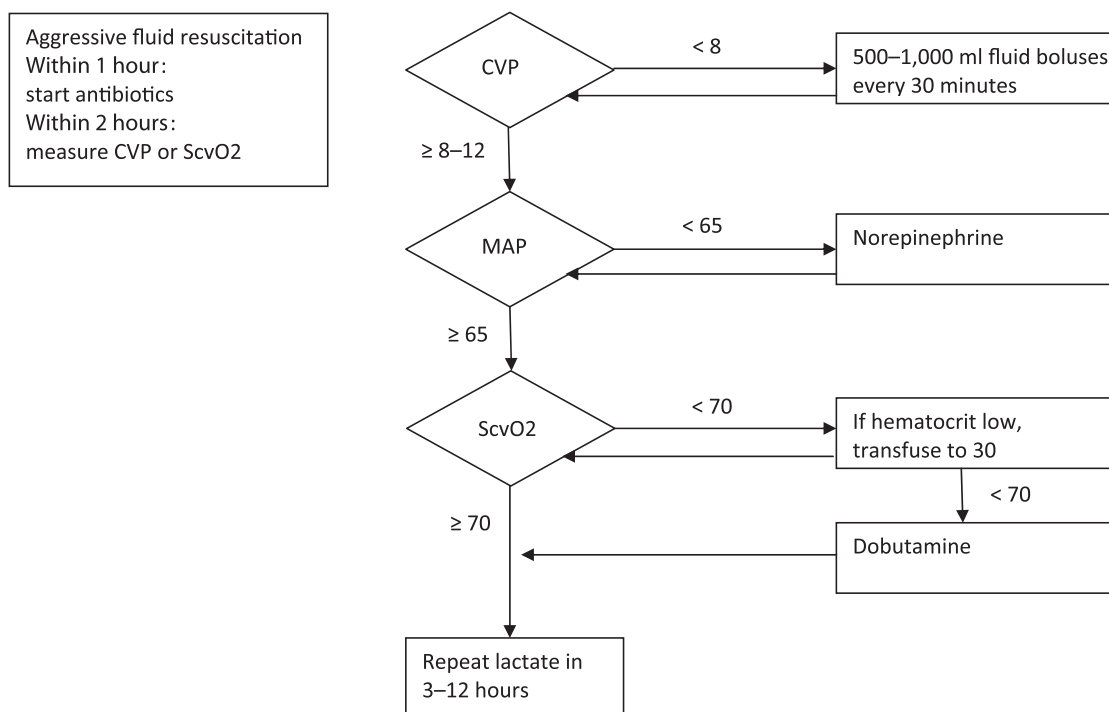 Aggressive fluid resuscitation
Within 1 hour:
start antibiotics
Within 2 hours:
measure CVP or ScvO2
CVP
< 8
500–1,000 ml fluid boluses
every 30 minutes
≥ 8–12
MAP
< 65
Norepinephrine
≥ 65
ScvO2
< 70
If hematocrit low,
transfuse to 30
< 70
≥ 70
Dobutamine
Repeat lactate in
3–12 hours